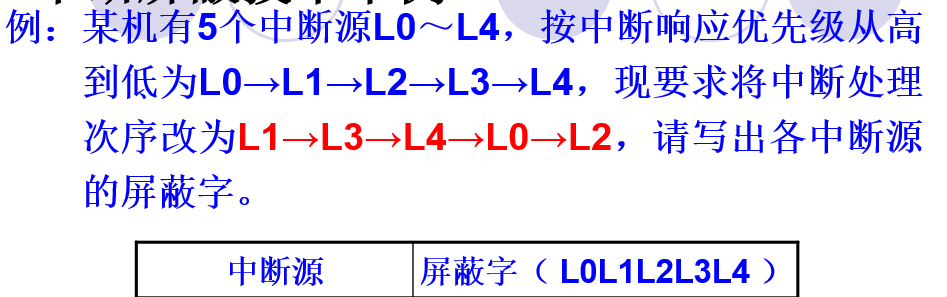 例：某机有5个中断源L0～L4，按中断响应优先级从高
到低为L0→L1→L2→L3→L4，现要求将中断处理
次序改为L1→L3→L4→L0→L2，请写出各中断源
的屏蔽字。
中断源 屏蔽字（ L0L1L2L3L4 ）